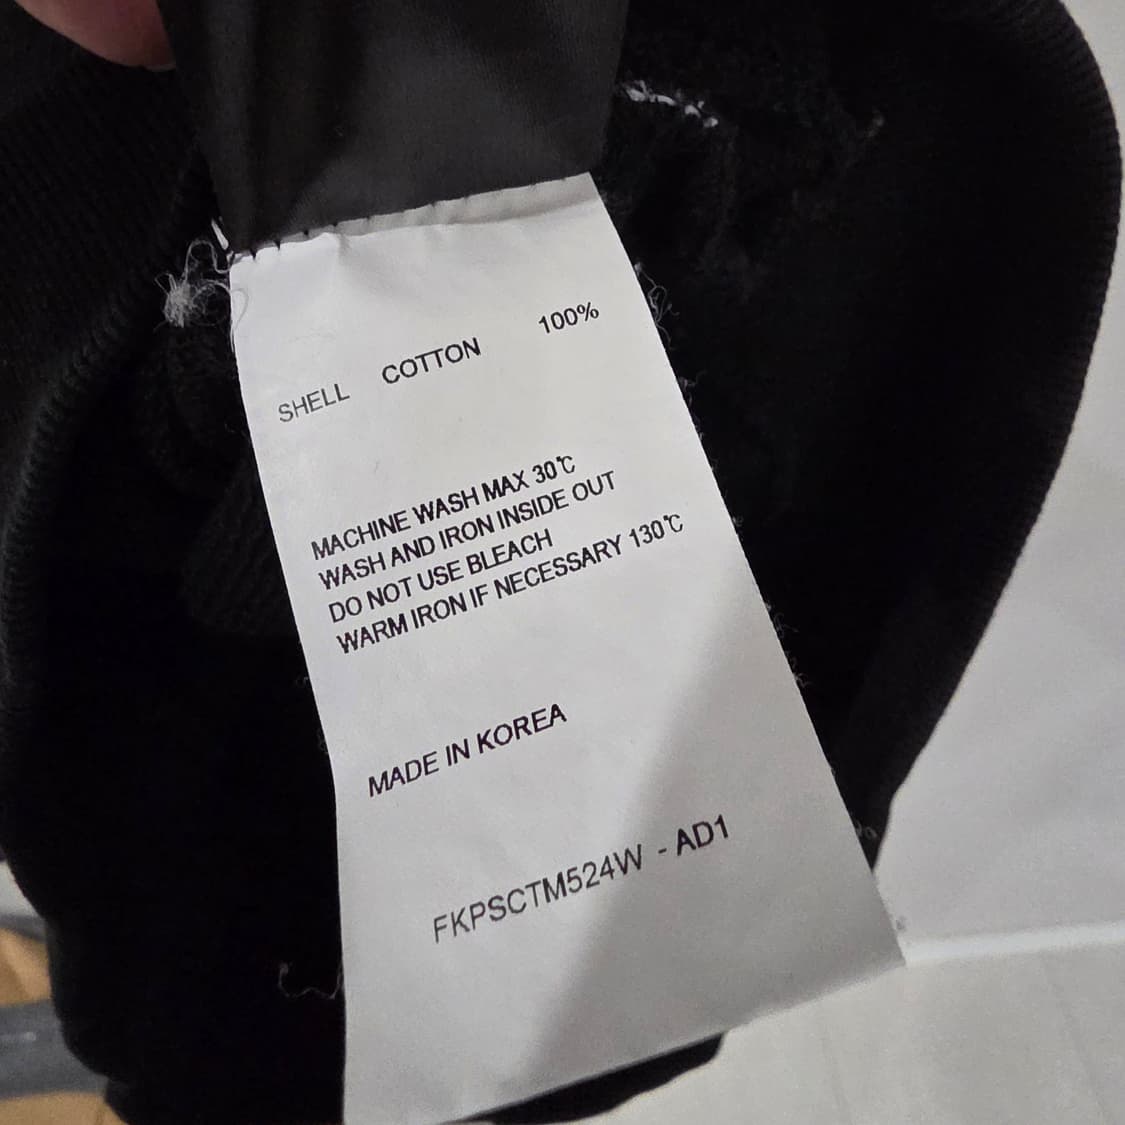 SHELL COTTON 100%
MACHINE WASH MAX 30℃
WASH AND IRON INSIDE OUT
DO NOT USE BLEACH
WARM IRON IF NECESSARY 130℃
MADE IN KOREA
FKPSCTM524W - AD1